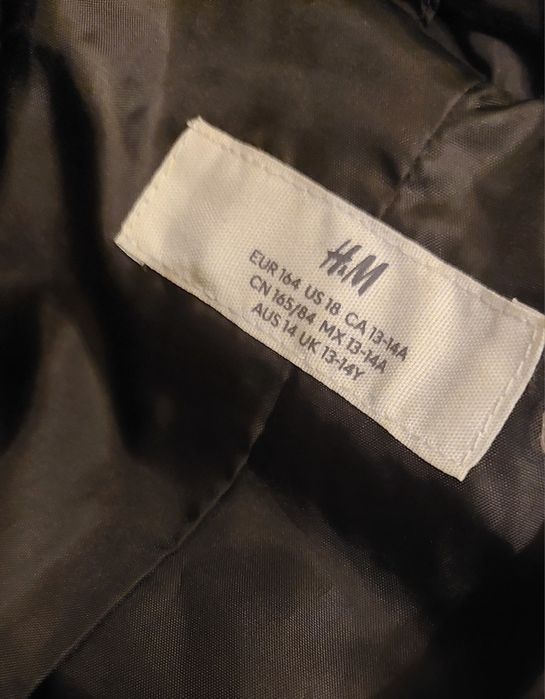 H&M
EUR 164 US 18 CA 13-14A
CN 165/84 MX 13-14A
AUS 14 UK 13-14Y